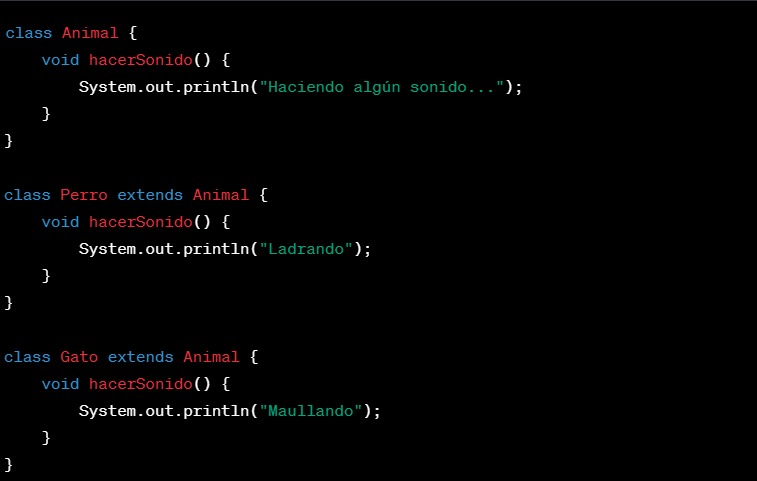 class Animal {
    void hacerSonido() {
        System.out.println("Haciendo algún sonido...");
    }
}

class Perro extends Animal {
    void hacerSonido() {
        System.out.println("Ladrando");
    }
}

class Gato extends Animal {
    void hacerSonido() {
        System.out.println("Maullando");
    }
}